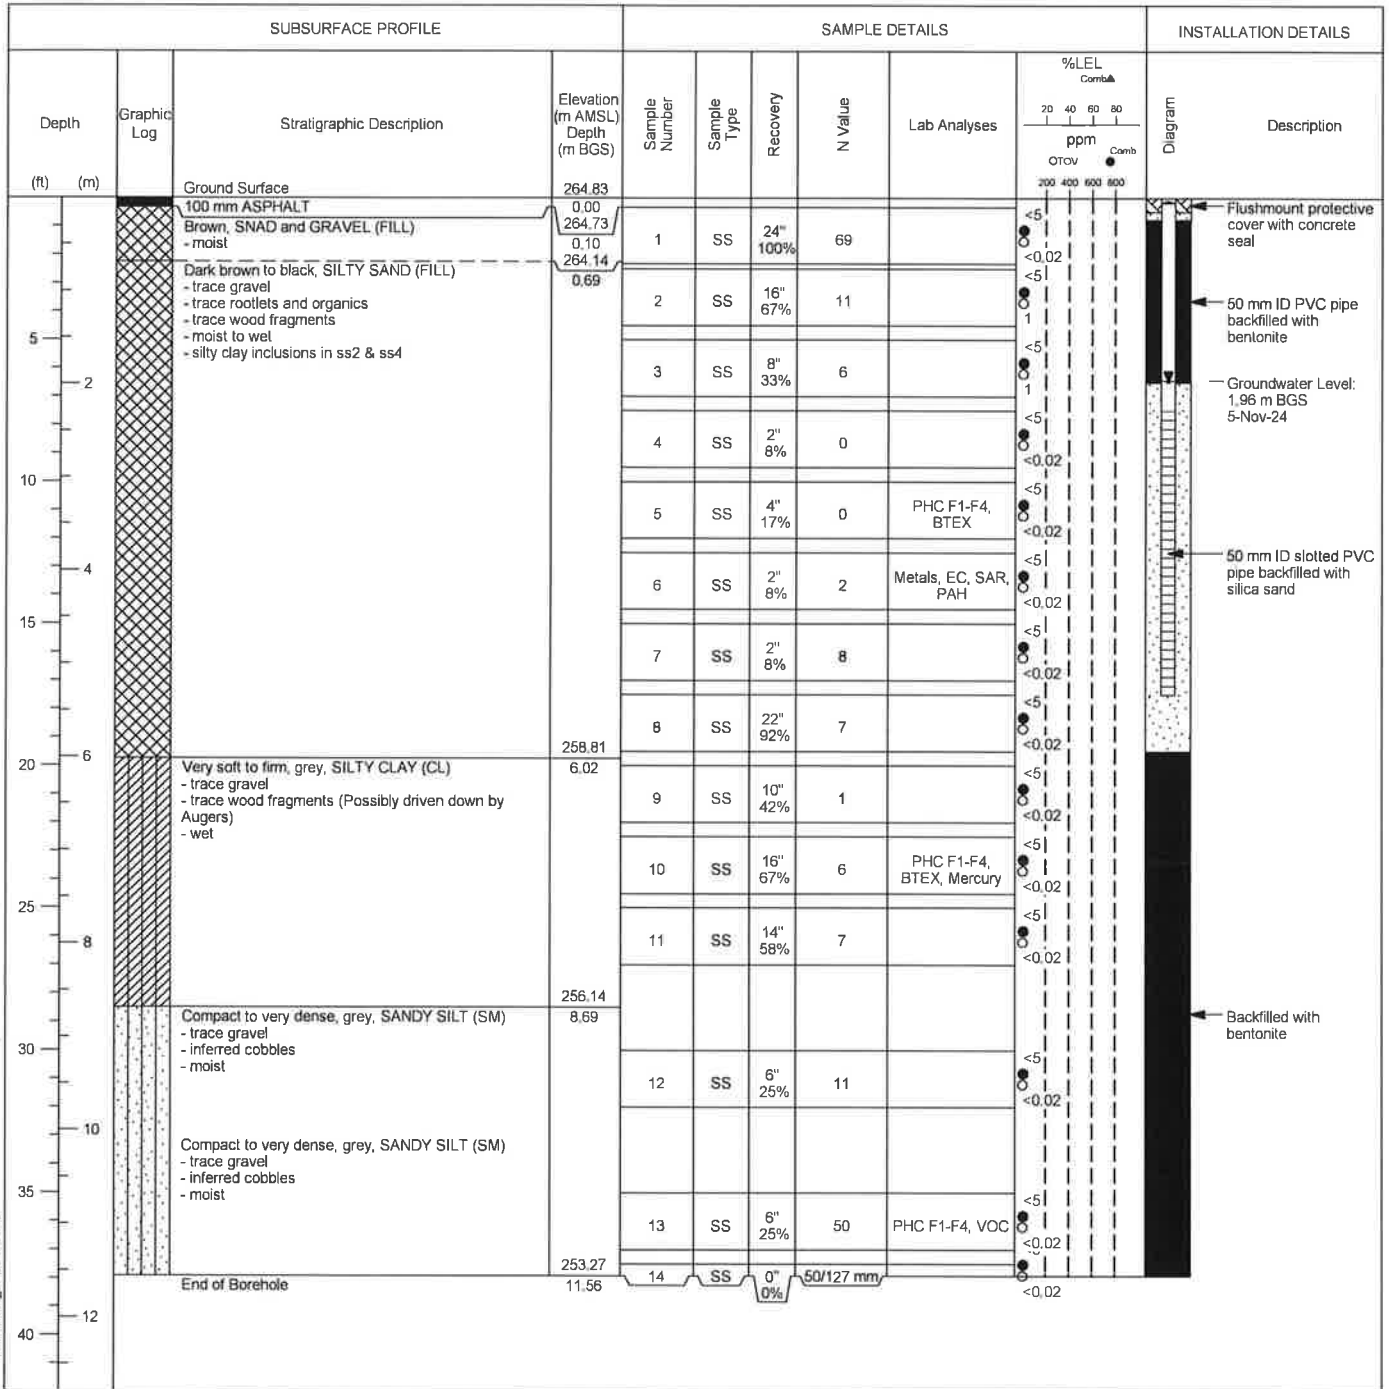 SUBSURFACE PROFILE
SAMPLE DETAILS
INSTALLATION DETAILS
Depth
(ft) (m)
Graphic
Log
Stratigraphic Description
Elevation
(m AMSL)
Depth
(m BGS)
Sample
Number
Sample
Type
Recovery
N Value
Lab Analyses
%LEL
Comb▲
20 40 60 80
ppm
OTOV
Comb ●
200 400 600 800
Diagram
Description
Ground Surface
264.83
100 mm ASPHALT
0.00
264.73
Brown, SNAD and GRAVEL (FILL)
- moist
0.10
264.14
Dark brown to black, SILTY SAND (FILL)
0.69
- trace gravel
- trace rootlets and organics
- trace wood fragments
- moist to wet
- silty clay inclusions in ss2 & ss4
258.81
Very soft to firm, grey, SILTY CLAY (CL)
6.02
- trace gravel
- trace wood fragments (Possibly driven down by
Augers)
- wet
256.14
Compact to very dense, grey, SANDY SILT (SM)
8.69
- trace gravel
- inferred cobbles
- moist
Compact to very dense, grey, SANDY SILT (SM)
- trace gravel
- inferred cobbles
- moist
253.27
End of Borehole
11.56
5
10
15
20
25
30
35
40
2
4
6
8
10
12
1 SS 24" 69
100%
<5
<0.02
2 SS 16" 11
67%
<5
1
3 SS 8" 6
33%
<5
1
4 SS 2" 0
8%
<5
<0.02
5 SS 4" 0 PHC F1-F4,
17% BTEX
<5
<0.02
6 SS 2" 2 Metals, EC, SAR,
8% PAH
<5
<0.02
7 SS 2" 8
8%
<5
<0.02
8 SS 22" 7
92%
<5
<0.02
9 SS 10" 1
42%
<5
<0.02
10 SS 16" 6 PHC F1-F4,
67% BTEX, Mercury
<5
<0.02
11 SS 14" 7
58%
<5
<0.02
12 SS 6" 11
25%
<5
<0.02
13 SS 6" 50 PHC F1-F4, VOC
25%
<5
<0.02
14 SS 0" 50/127 mm
0%
<0.02
Flushmount protective
cover with concrete
seal
50 mm ID PVC pipe
backfilled with
bentonite
Groundwater Level:
1.96 m BGS
5-Nov-24
50 mm ID slotted PVC
pipe backfilled with
silica sand
Backfilled with
bentonite